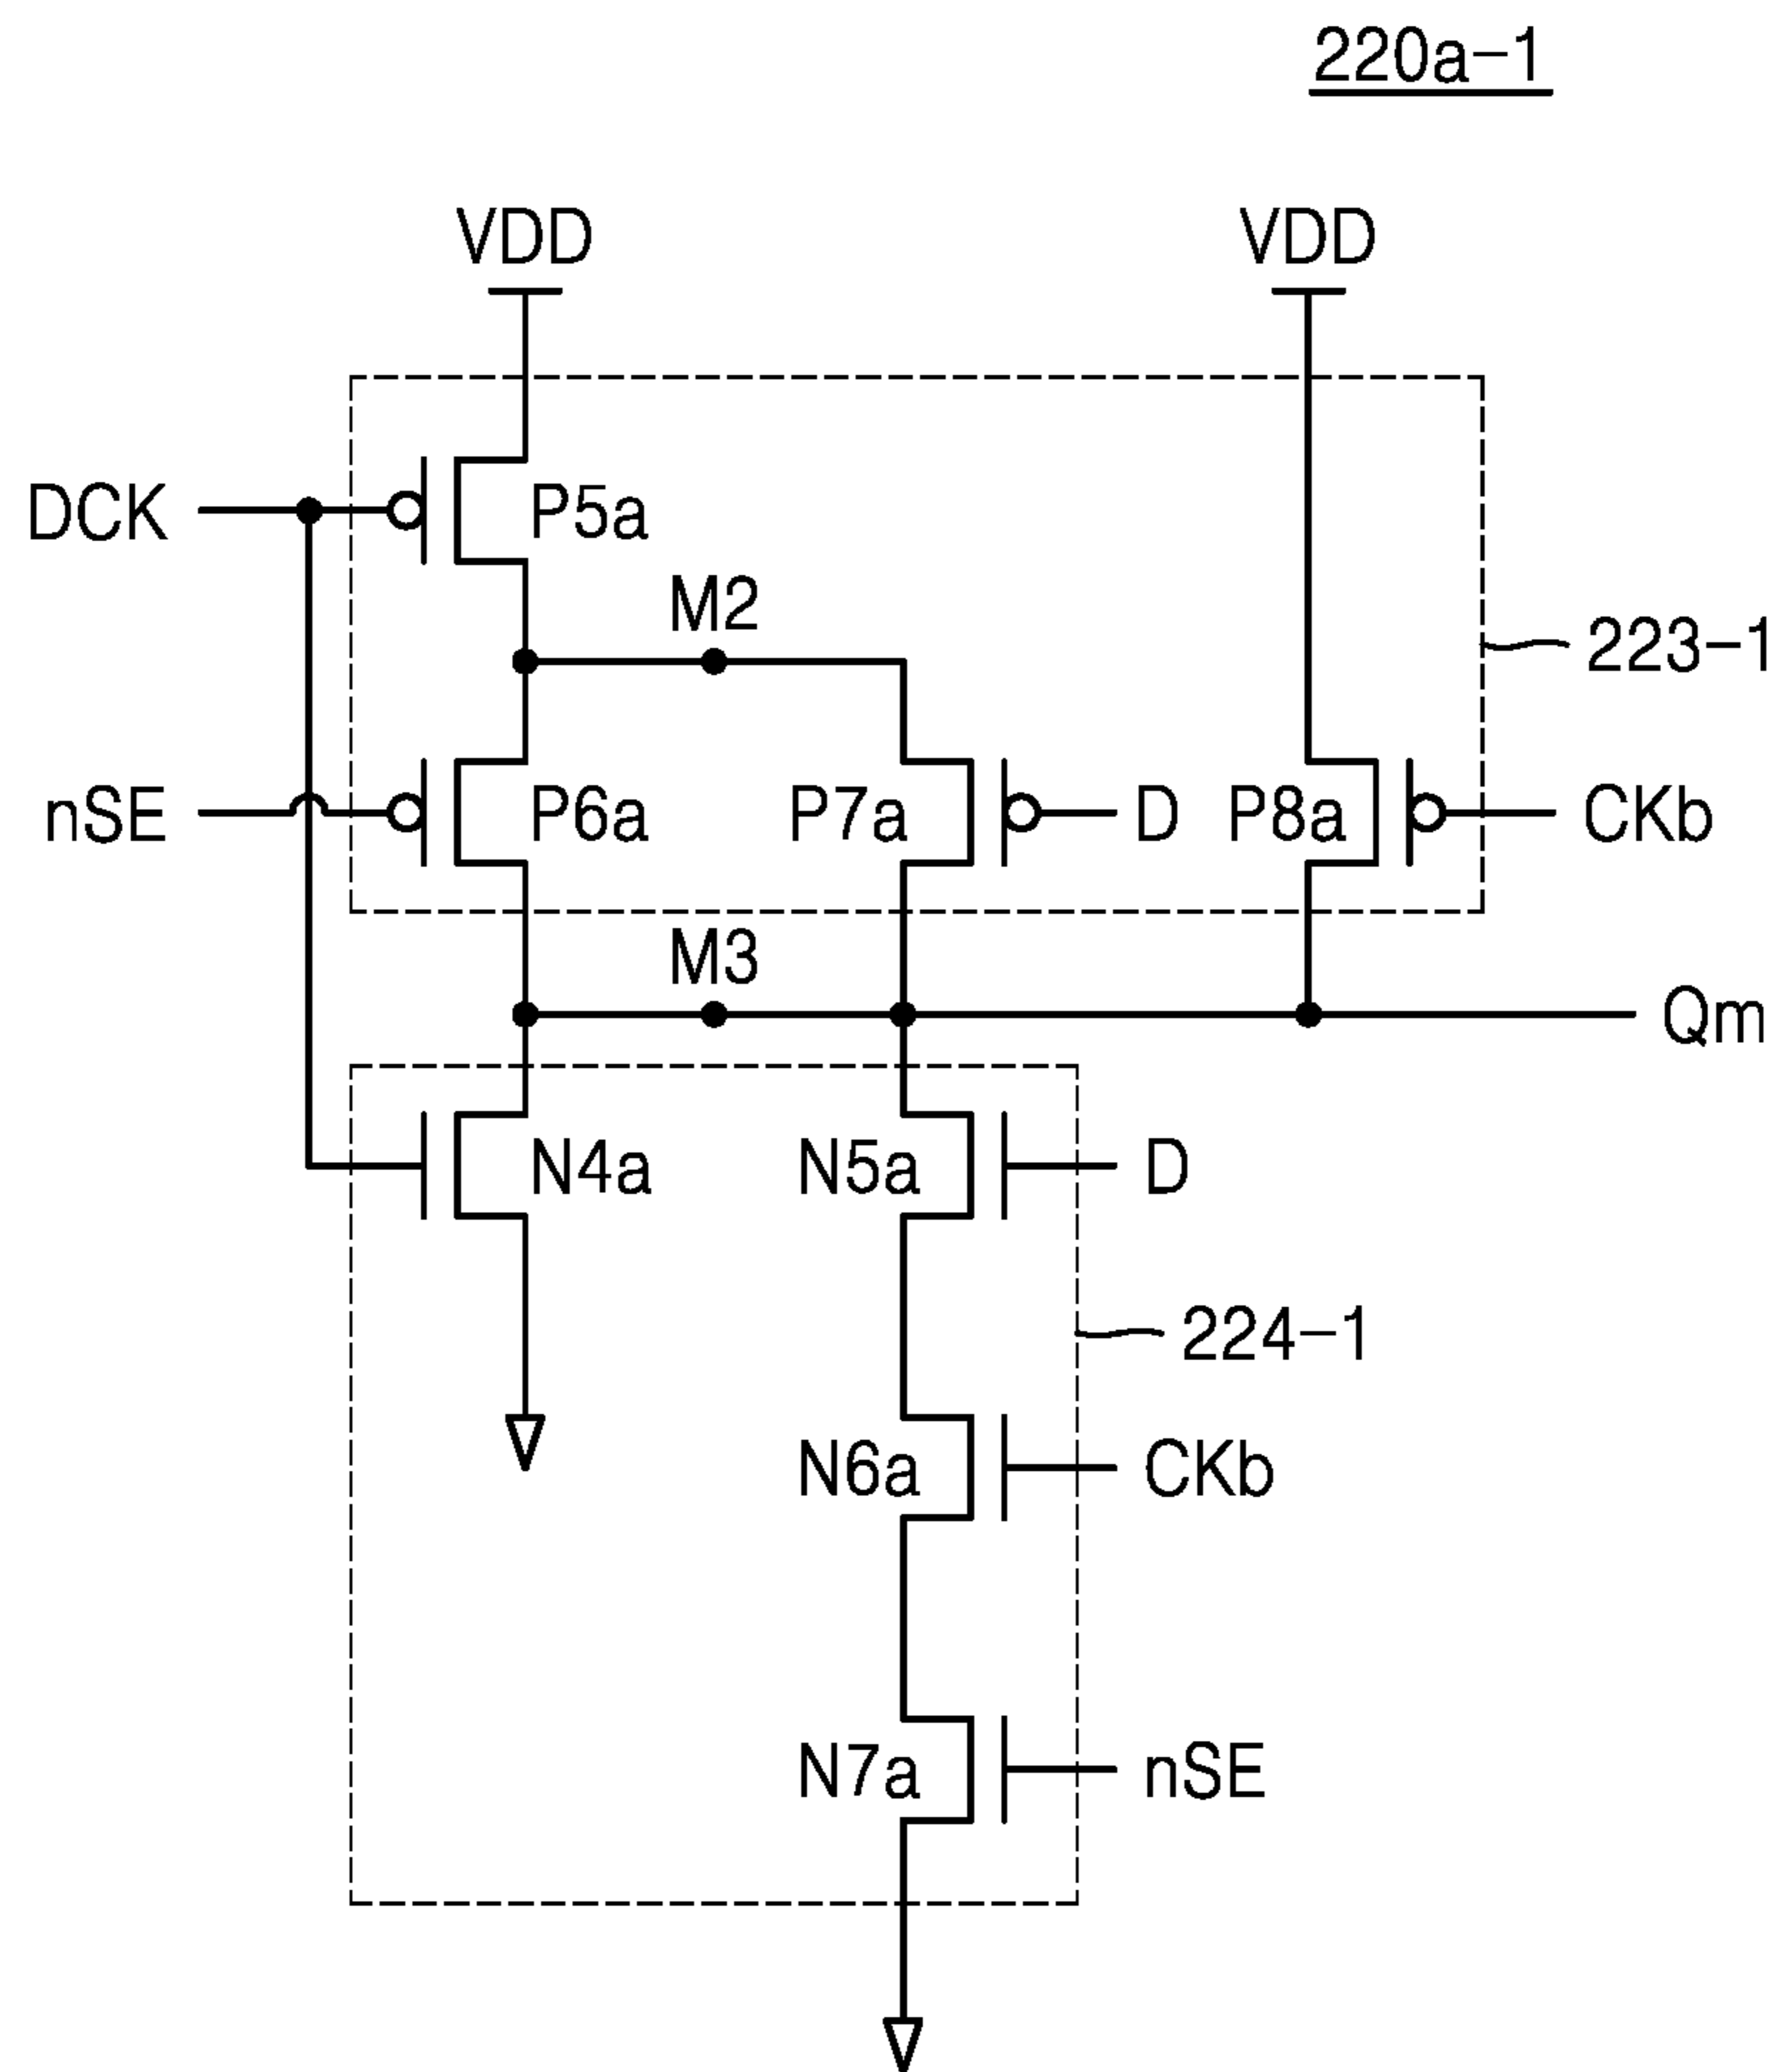 220a-1
VDD VDD
DCK P5a
M2
223-1
nSE P6a P7a D P8a CKb
M3
Qm
N4a N5a D
224-1
N6a CKb
N7a nSE